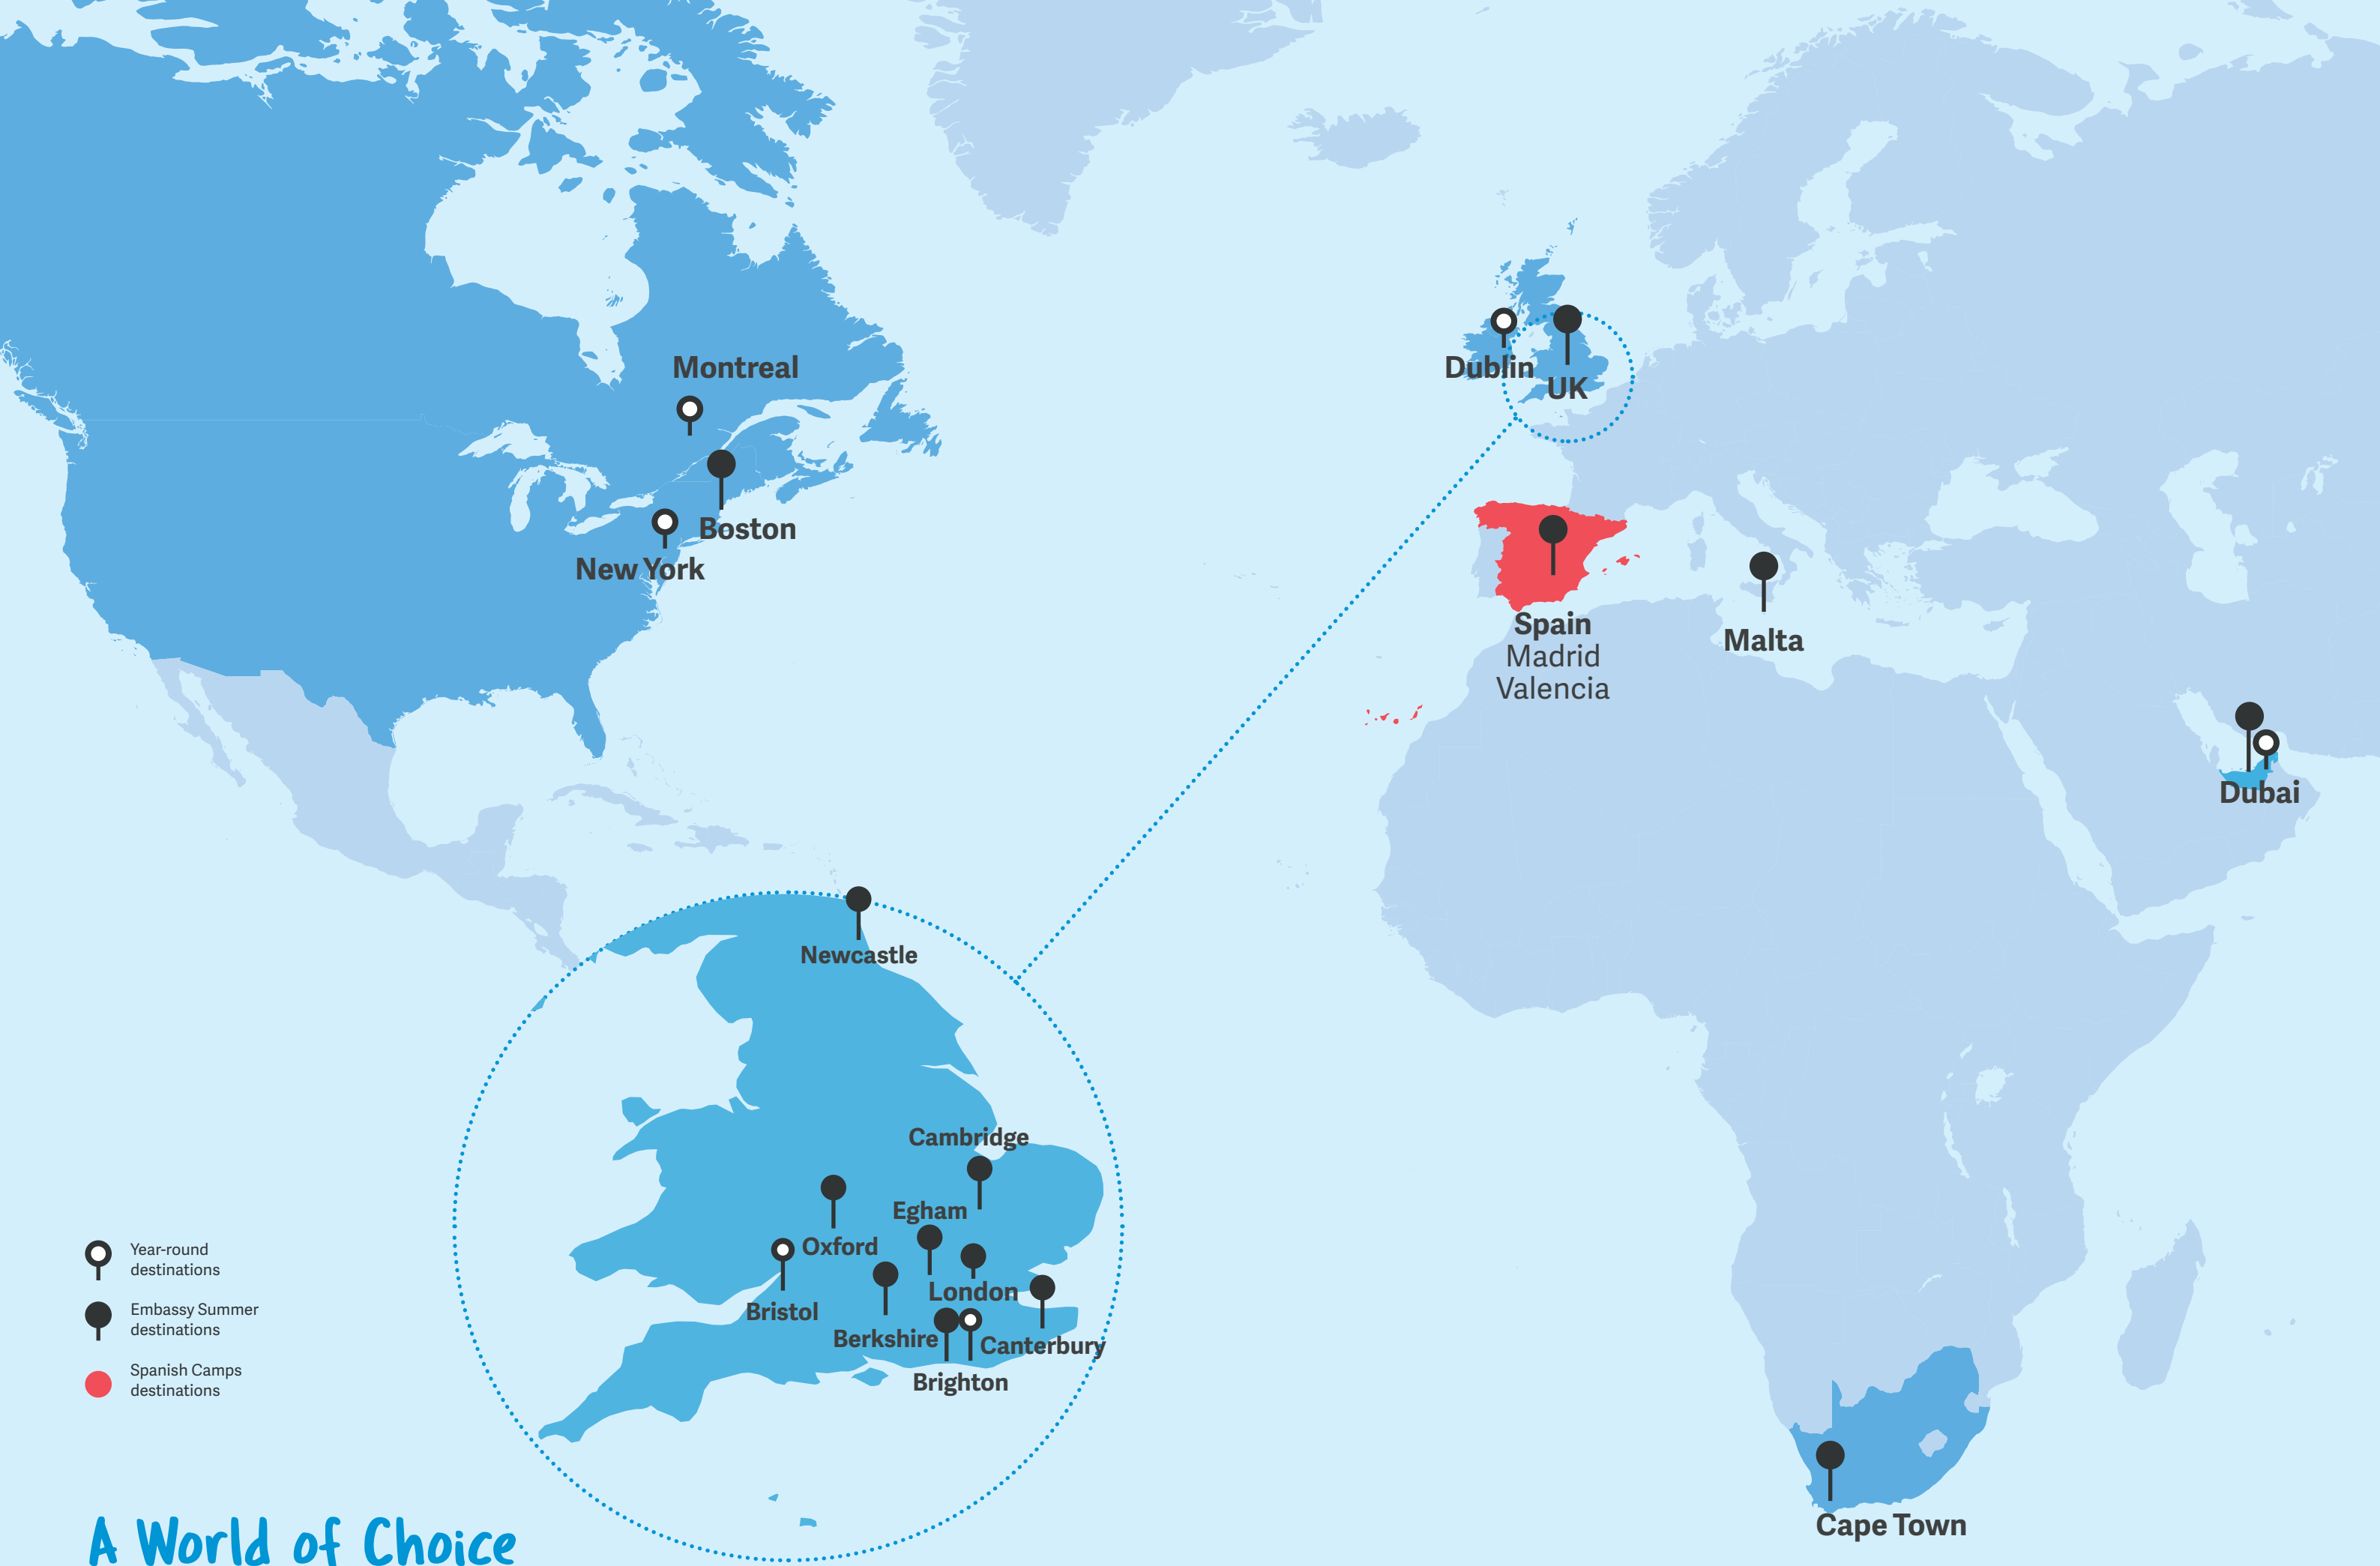 Montreal
Boston
New York
Dublin
UK
Spain
Madrid
Valencia
Malta
Dubai
Newcastle
Cambridge
Egham
Oxford
London
Bristol
Berkshire
Canterbury
Brighton
Year-round
destinations
Embassy Summer
destinations
Spanish Camps
destinations
Cape Town
A World of Choice